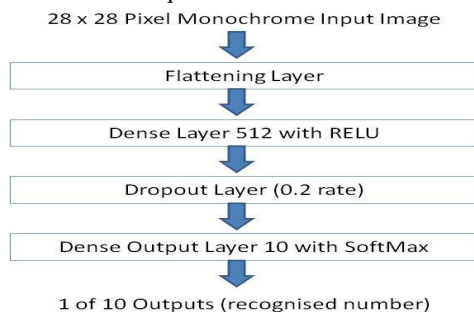 28 x 28 Pixel Monochrome Input Image
Flattening Layer
Dense Layer 512 with RELU
Dropout Layer (0.2 rate)
Dense Output Layer 10 with SoftMax
1 of 10 Outputs (recognised number)